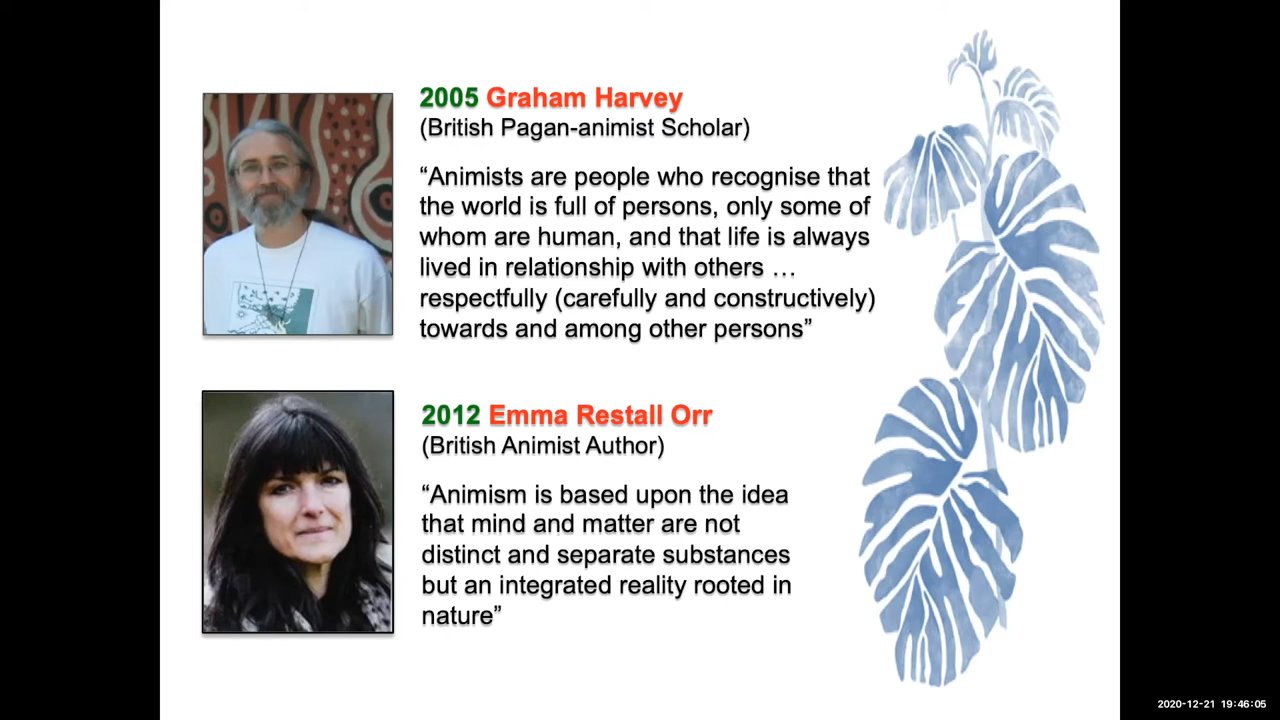 2005 Graham Harvey
(British Pagan-animist Scholar)
“Animists are people who recognise that
the world is full of persons, only some of
whom are human, and that life is always
lived in relationship with others …
respectfully (carefully and constructively)
towards and among other persons”
2012 Emma Restall Orr
(British Animist Author)
“Animism is based upon the idea
that mind and matter are not
distinct and separate substances
but an integrated reality rooted in
nature”
2020-12-21 19:46:05